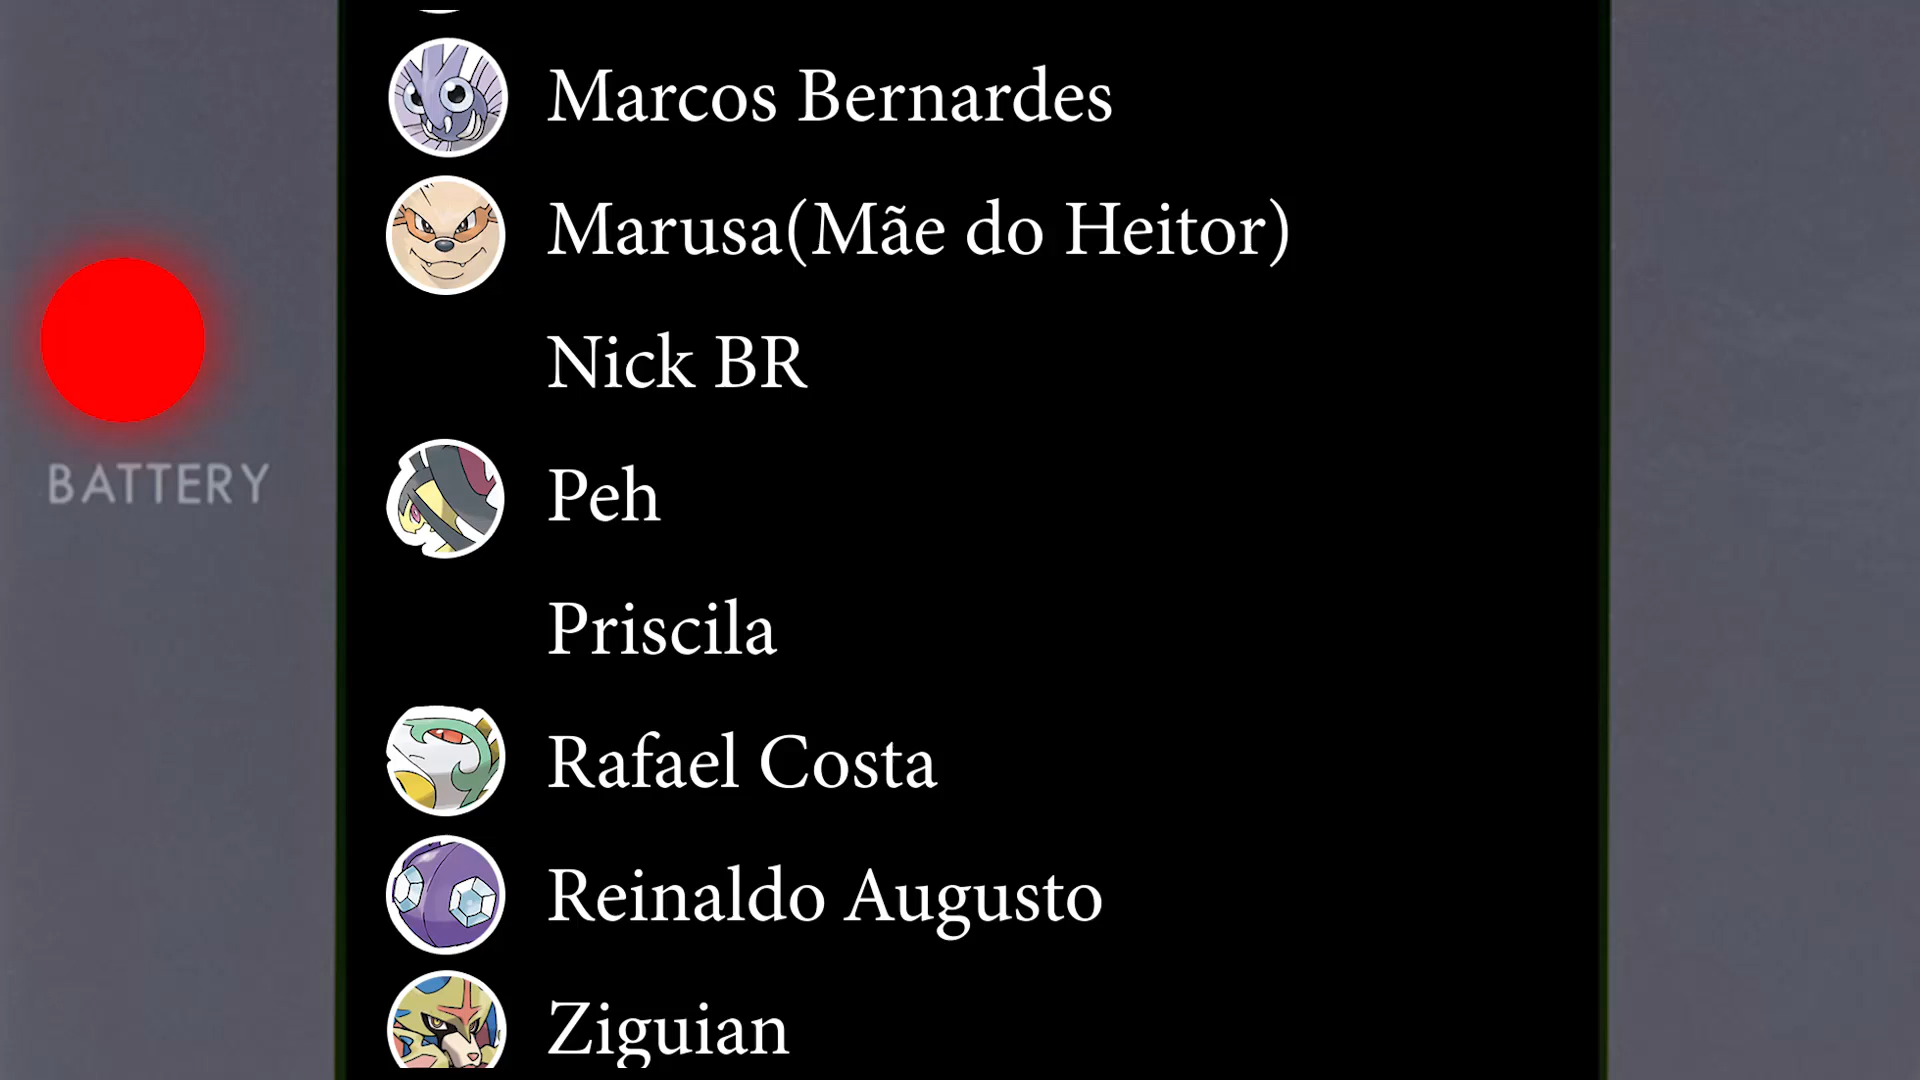 Marcos Bernardes
Marusa(Mãe do Heitor)
Nick BR
BATTERY
Peh
Priscila
Rafael Costa
Reinaldo Augusto
Ziguian